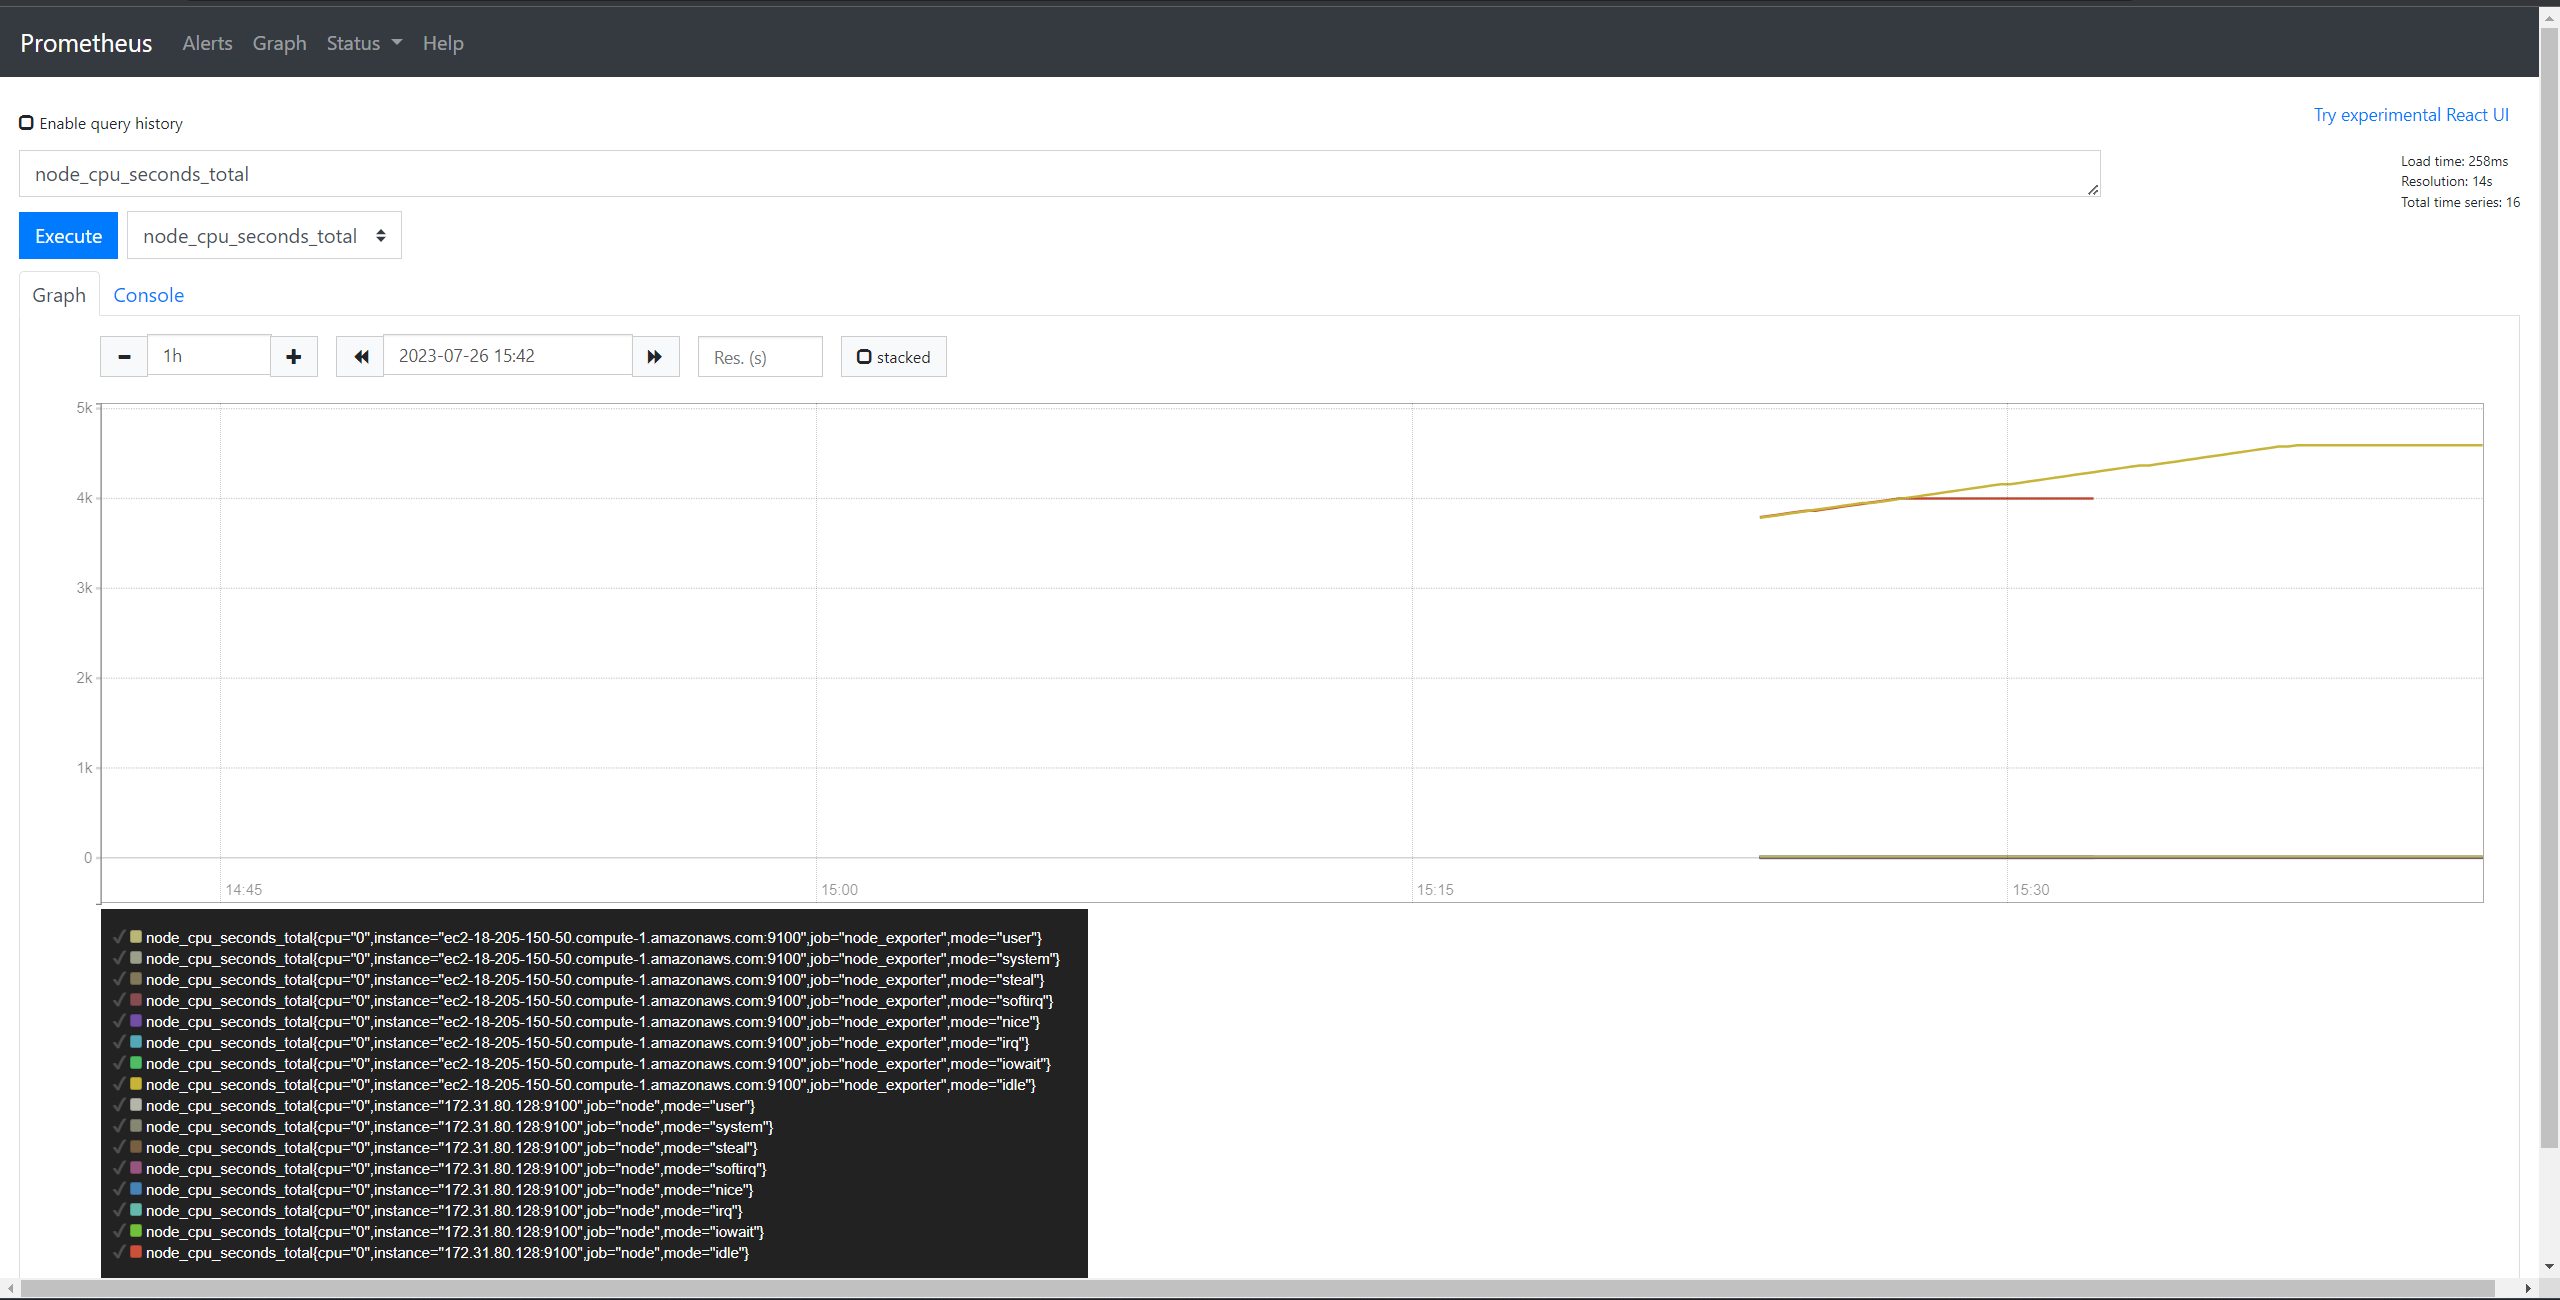 Prometheus Alerts Graph Status Help
Enable query history
Try experimental React UI
node_cpu_seconds_total
Load time: 258ms
Resolution: 14s
Total time series: 16
Execute node_cpu_seconds_total
Graph Console
1h 2023-07-26 15:42 Res. (s) stacked
5k
4k
3k
2k
1k
0
14:45 15:00 15:15 15:30
node_cpu_seconds_total{cpu="0",instance="ec2-18-205-150-50.compute-1.amazonaws.com:9100",job="node_exporter",mode="user"}
node_cpu_seconds_total{cpu="0",instance="ec2-18-205-150-50.compute-1.amazonaws.com:9100",job="node_exporter",mode="system"}
node_cpu_seconds_total{cpu="0",instance="ec2-18-205-150-50.compute-1.amazonaws.com:9100",job="node_exporter",mode="steal"}
node_cpu_seconds_total{cpu="0",instance="ec2-18-205-150-50.compute-1.amazonaws.com:9100",job="node_exporter",mode="softirq"}
node_cpu_seconds_total{cpu="0",instance="ec2-18-205-150-50.compute-1.amazonaws.com:9100",job="node_exporter",mode="nice"}
node_cpu_seconds_total{cpu="0",instance="ec2-18-205-150-50.compute-1.amazonaws.com:9100",job="node_exporter",mode="irq"}
node_cpu_seconds_total{cpu="0",instance="ec2-18-205-150-50.compute-1.amazonaws.com:9100",job="node_exporter",mode="iowait"}
node_cpu_seconds_total{cpu="0",instance="ec2-18-205-150-50.compute-1.amazonaws.com:9100",job="node_exporter",mode="idle"}
node_cpu_seconds_total{cpu="0",instance="172.31.80.128:9100",job="node",mode="user"}
node_cpu_seconds_total{cpu="0",instance="172.31.80.128:9100",job="node",mode="system"}
node_cpu_seconds_total{cpu="0",instance="172.31.80.128:9100",job="node",mode="steal"}
node_cpu_seconds_total{cpu="0",instance="172.31.80.128:9100",job="node",mode="softirq"}
node_cpu_seconds_total{cpu="0",instance="172.31.80.128:9100",job="node",mode="nice"}
node_cpu_seconds_total{cpu="0",instance="172.31.80.128:9100",job="node",mode="irq"}
node_cpu_seconds_total{cpu="0",instance="172.31.80.128:9100",job="node",mode="iowait"}
node_cpu_seconds_total{cpu="0",instance="172.31.80.128:9100",job="node",mode="idle"}